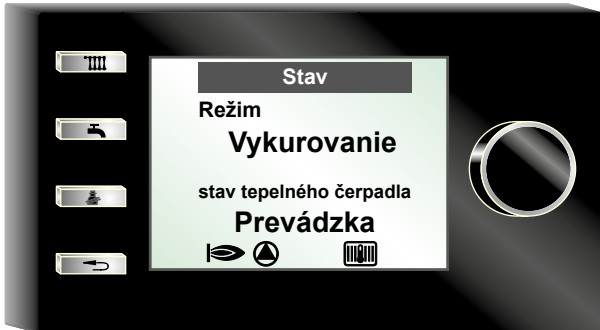 Stav
Režim
Vykurovanie
stav tepelného čerpadla
Prevádzka